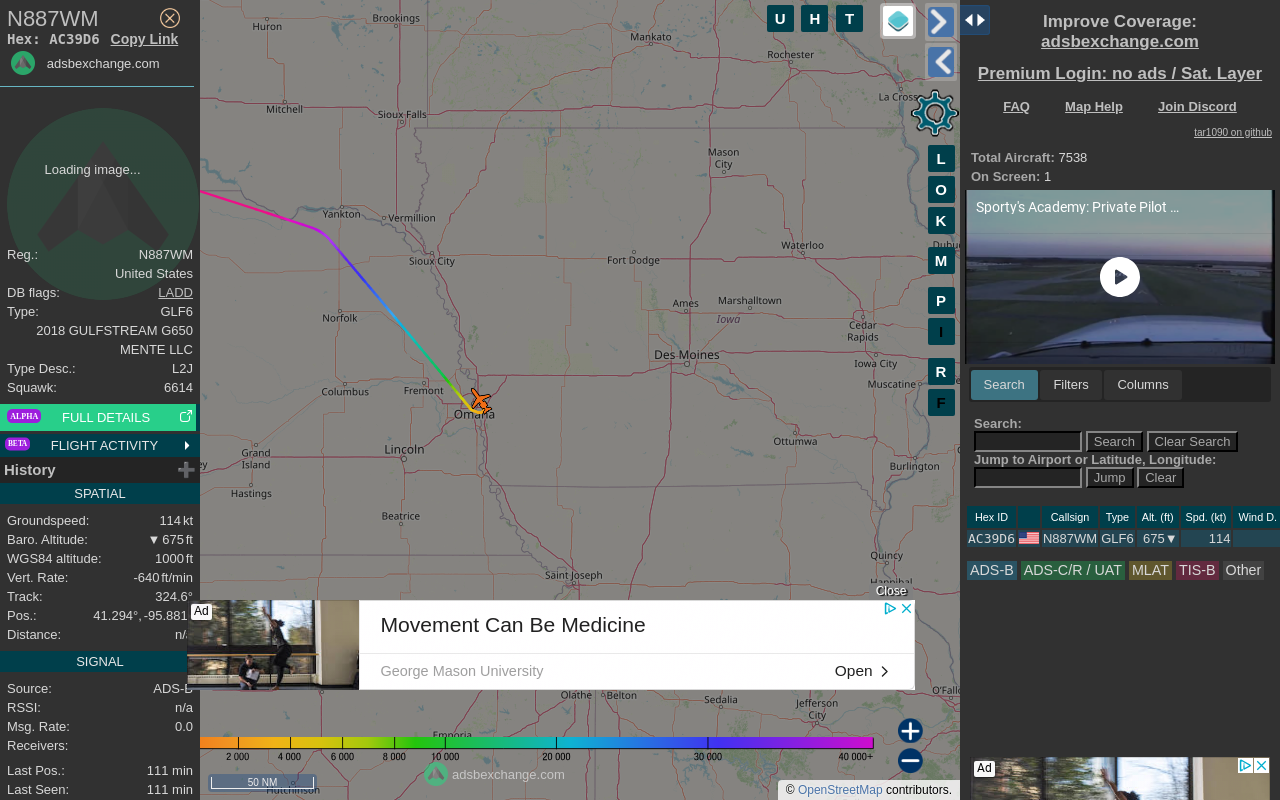 N887WM
Hex: AC39D6 Copy Link
adsbexchange.com
Loading image...
Reg.: N887WM
United States
DB flags: LADD
Type: GLF6
2018 GULFSTREAM G650
MENTE LLC
Type Desc.: L2J
Squawk: 6614
ALPHA FULL DETAILS
BETA FLIGHT ACTIVITY
History
SPATIAL
Groundspeed: 114 kt
Baro. Altitude: ▼ 675 ft
WGS84 altitude: 1000 ft
Vert. Rate: -640 ft/min
Track: 324.6°
Pos.: 41.294°, -95.881
Distance: n/
SIGNAL
Source: ADS-B
RSSI: n/a
Msg. Rate: 0.0
Receivers:
Last Pos.: 111 min
Last Seen: 111 min
Huron
Brookings
Mankato
Rochester
La Cross
Mitchell
Sioux Falls
Mason
City
Yankton
Vermillion
Waterloo
Dubu
Sioux City
Fort Dodge
Ames
Marshalltown
Iowa
Norfolk
Cedar
Rapids
Des Moines
Iowa City
Columbus
Fremont
Muscatine
Omaha
Lincoln
Ottumwa
Grand
Island
ey
Burlington
Hastings
Beatrice
Quincy
Saint Joseph
Hannibal
Olathe
Belton
Sedalia
Jefferson
City
O'Fallo
Emporia
Hutchinson
U H T
L
O
K
M
P
I
R
F
Close
Ad
Movement Can Be Medicine
George Mason University
Open
2 000 4 000 6 000 8 000 10 000 20 000 30 000 40 000+
adsbexchange.com
50 NM
© OpenStreetMap contributors.
Improve Coverage:
adsbexchange.com
Premium Login: no ads / Sat. Layer
FAQ Map Help Join Discord
tar1090 on github
Total Aircraft: 7538
On Screen: 1
Sporty's Academy: Private Pilot ...
Search Filters Columns
Search:
Search Clear Search
Jump to Airport or Latitude, Longitude:
Jump Clear
Hex ID Callsign Type Alt. (ft) Spd. (kt) Wind D.
AC39D6 N887WM GLF6 675▼ 114
ADS-B ADS-C/R / UAT MLAT TIS-B Other
Ad